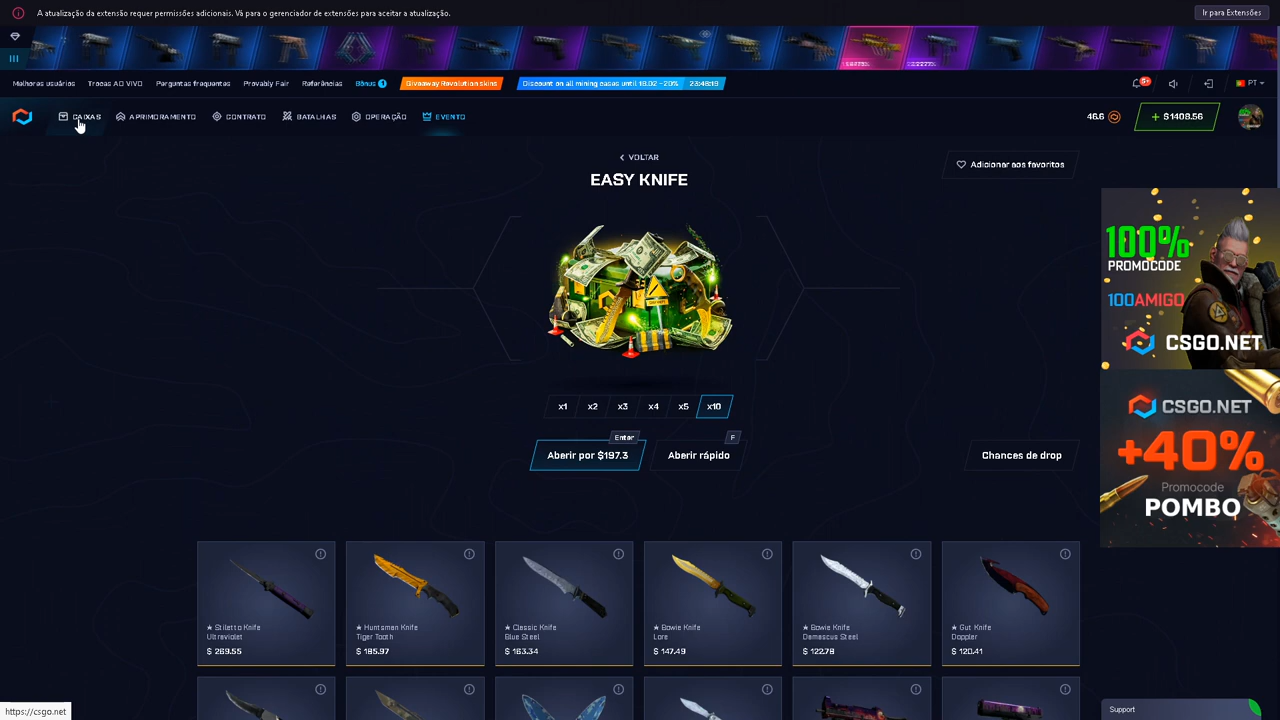 A atualização da extensão requer permissões adicionais. Vá para o gerenciador de extensões para aceitar a atualização.
Ir para Extensões
Melhores usuários
Trocas AO VIVO
Perguntas frequentes
Provably Fair
Referências
Bônus 1
Giveaway Revolution skins
Discount on all mining cases until 18.02 -20%
23:48:19
5+
PT
CAIXAS
APRIMORAMENTO
CONTRATO
BATALHAS
OPERAÇÃO
EVENTO
46.6
+ $1408.56
VOLTAR
EASY KNIFE
Adicionar aos favoritos
x1
x2
x3
x4
x5
x10
Enter
F
Aberir por $197.3
Aberir rápido
Chances de drop
100%
PROMOCODE
100AMIGO
CSGO.NET
CSGO.NET
+40%
Promocode
POMBO
★ Stiletto Knife
Ultraviolet
$ 269.55
★ Huntsman Knife
Tiger Tooth
$ 185.97
★ Classic Knife
Blue Steel
$ 163.34
★ Bowie Knife
Lore
$ 147.49
★ Bowie Knife
Damascus Steel
$ 122.78
★ Gut Knife
Doppler
$ 120.41
https://csgo.net
Support